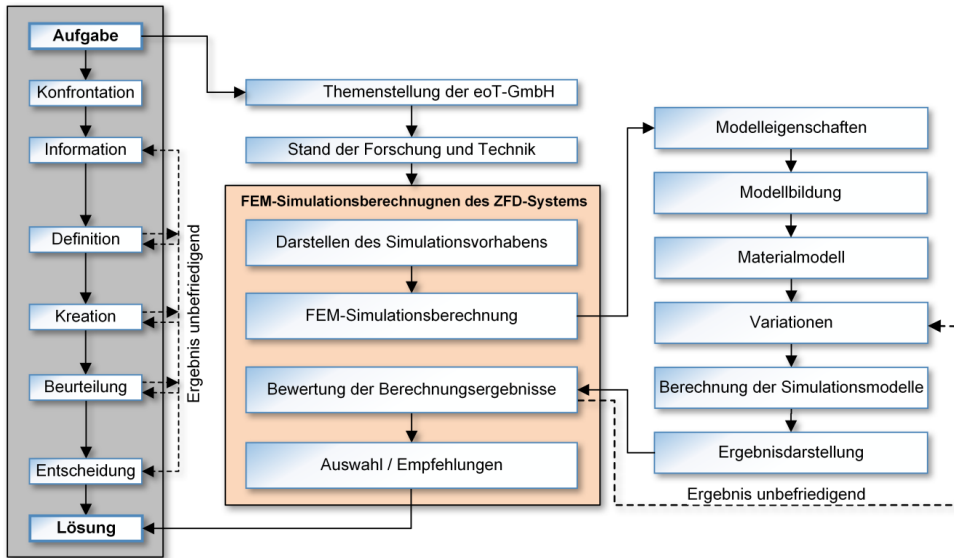 Aufgabe
Konfrontation
Information
Definition
Kreation
Beurteilung
Entscheidung
Lösung
Ergebnis unbefriedigend
Themenstellung der eoT-GmbH
Stand der Forschung und Technik
FEM-Simulationsberechnugnen des ZFD-Systems
Darstellen des Simulationsvorhabens
FEM-Simulationsberechnung
Bewertung der Berechnungsergebnisse
Auswahl / Empfehlungen
Modelleigenschaften
Modellbildung
Materialmodell
Variationen
Berechnung der Simulationsmodelle
Ergebnisdarstellung
Ergebnis unbefriedigend